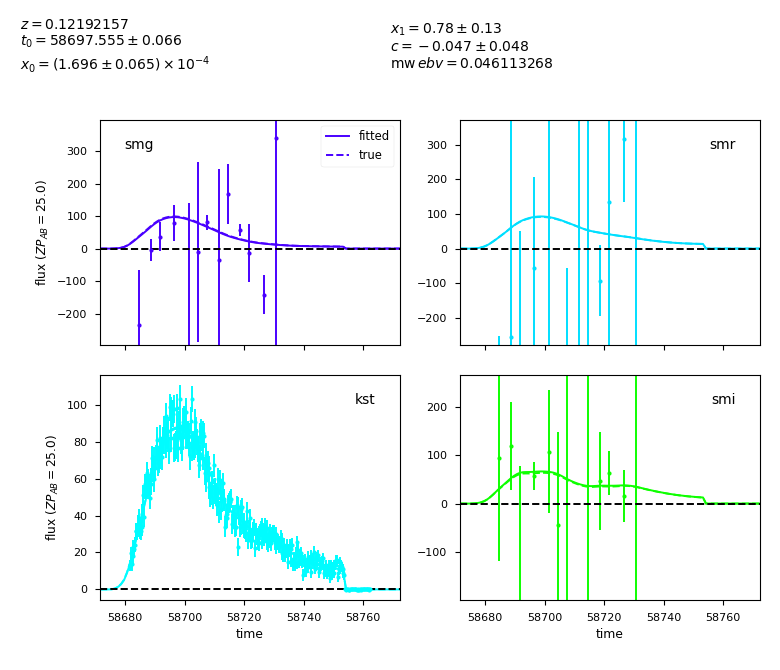 z = 0.12192157
t₀ = 58697.555 ± 0.066
x₀ = (1.696 ± 0.065) × 10⁻⁴
x₁ = 0.78 ± 0.13
c = −0.047 ± 0.048
mw ebv = 0.046113268
smg
fitted
true
flux (ZP_AB = 25.0)
300
200
100
0
−100
−200
smr
300
200
100
0
−100
−200
kst
flux (ZP_AB = 25.0)
100
80
60
40
20
0
58680 58700 58720 58740 58760
time
smi
200
100
0
−100
58680 58700 58720 58740 58760
time